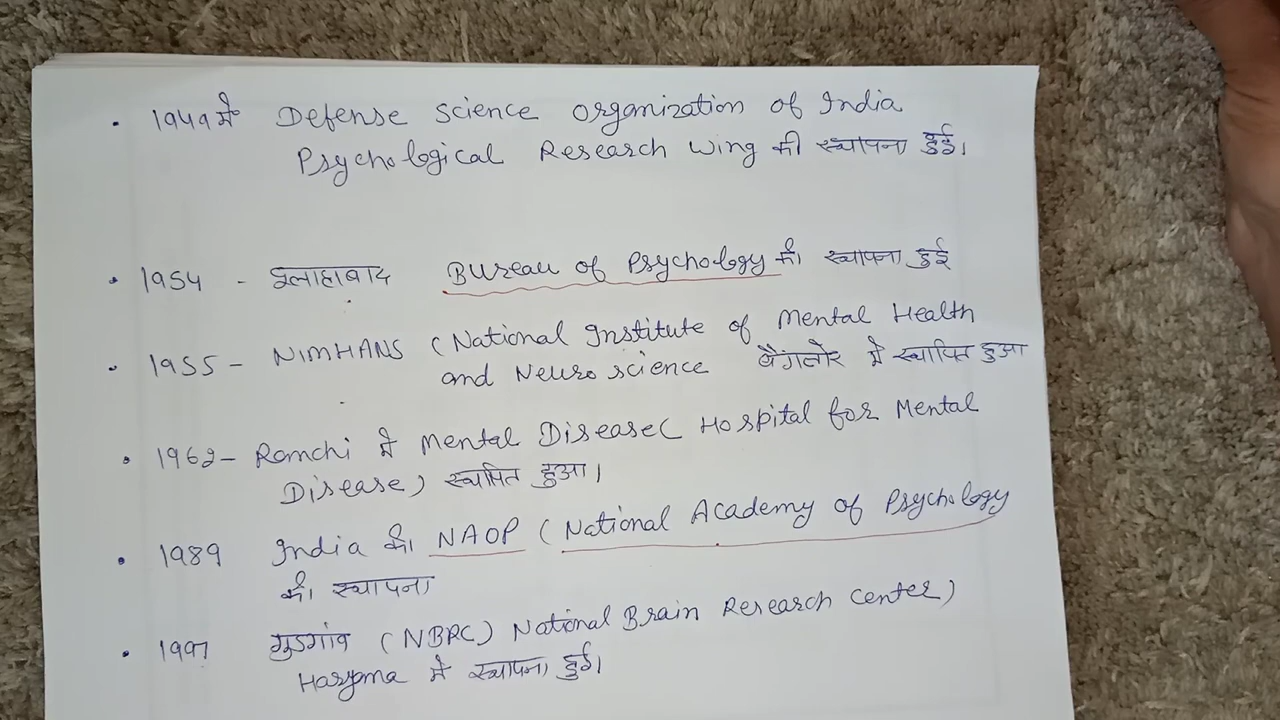 • 1949 में Defense Science Organization of India
Psychological Research Wing की स्थापना हुई।
• 1954 - इलाहाबाद Bureau of Psychology की स्थापना हुई
• 1955 - NIMHANS (National Institute of Mental Health
and Neuro science बैंगलोर में स्थापित हुआ
• 1962 - Ranchi में Mental Disease ( Hospital for Mental
Disease) स्थापित हुआ।
• 1989 India की NAOP (National Academy of Psychology
की स्थापना
• 1997 गुडगांव (NBRC) National Brain Research Center)
Haryana में स्थापना हुई।